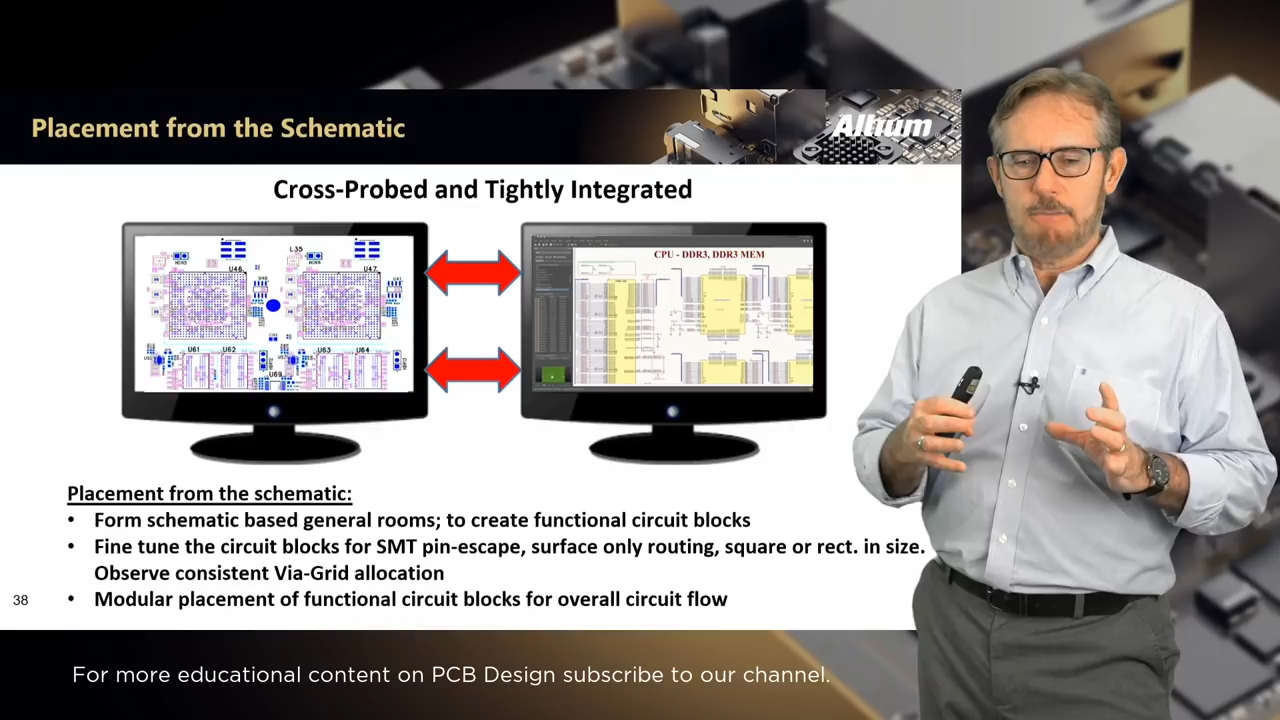 Placement from the Schematic
Altium
Cross-Probed and Tightly Integrated
L35
U46
U47
U41
U61 U62 U63 U64
U69
CPU - DDR3, DDR3 MEM
Placement from the schematic:
• Form schematic based general rooms; to create functional circuit blocks
• Fine tune the circuit blocks for SMT pin-escape, surface only routing, square or rect. in size.
Observe consistent Via-Grid allocation
38
• Modular placement of functional circuit blocks for overall circuit flow
For more educational content on PCB Design subscribe to our channel.